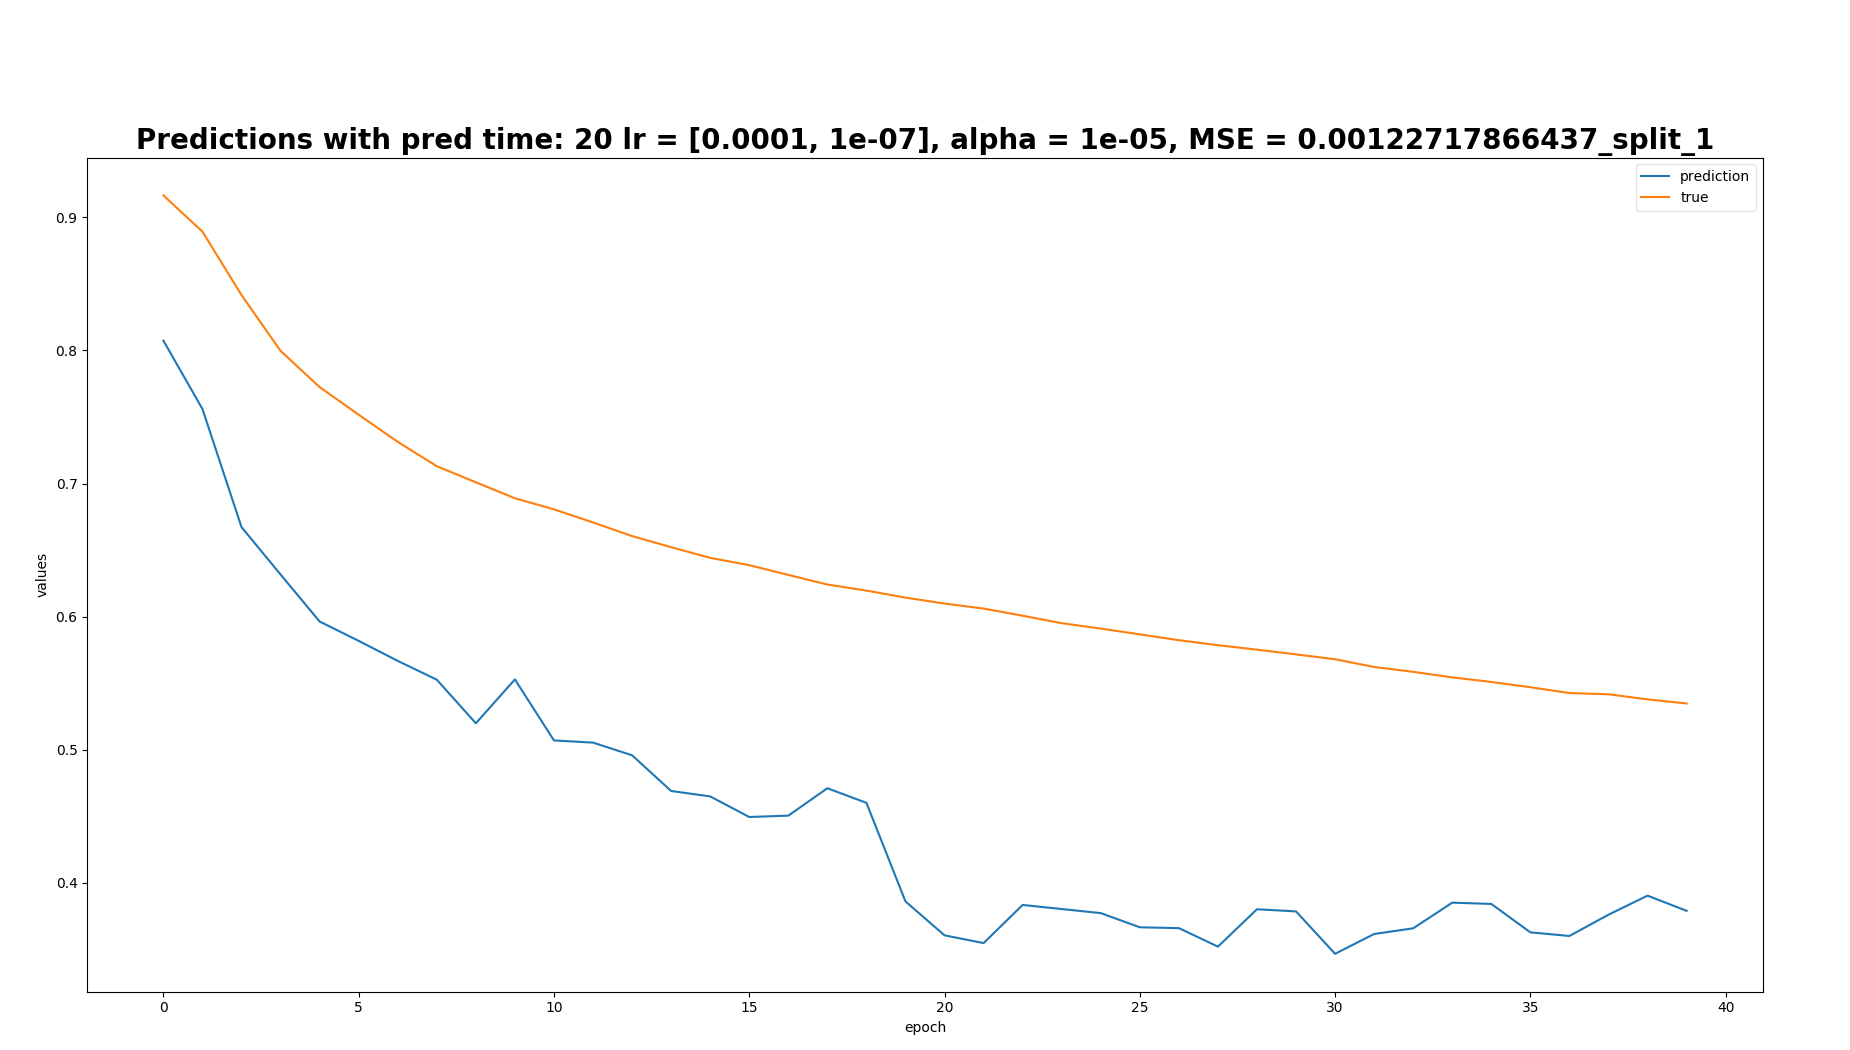 Predictions with pred time: 20 lr = [0.0001, 1e-07], alpha = 1e-05, MSE = 0.00122717866437_split_1
prediction
true
0.9
0.8
0.7
0.6
0.5
0.4
values
0 5 10 15 20 25 30 35 40
epoch